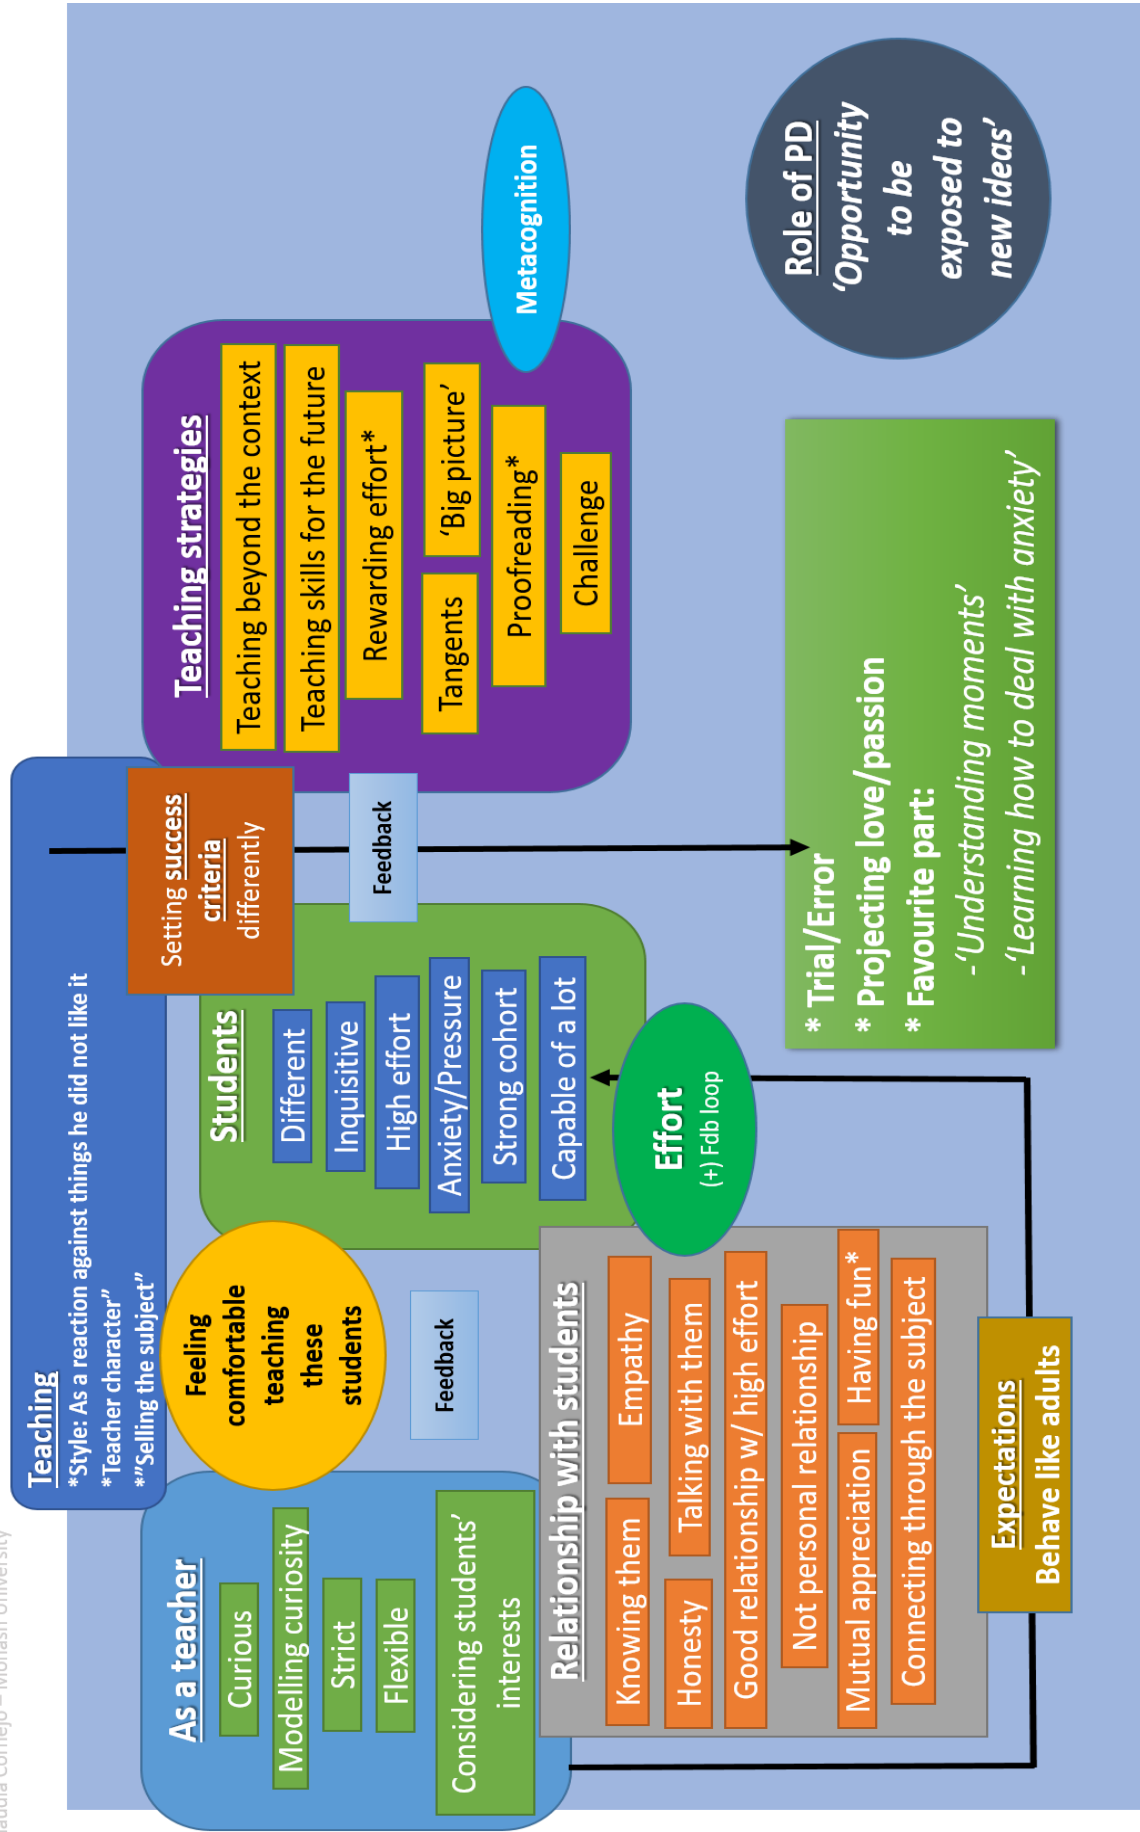 Teaching
*Style: As a reaction against things he did not like it
*Teacher character”
*”Selling the subject”
As a teacher
Curious
Modelling curiosity
Strict
Flexible
Considering students’
interests
Feeling
comfortable
teaching
these
students
Feedback
Students
Different
Inquisitive
High effort
Anxiety/Pressure
Strong cohort
Capable of a lot
Setting success
criteria
differently
Feedback
Teaching strategies
Teaching beyond the context
Teaching skills for the future
Rewarding effort*
Tangents
‘Big picture’
Proofreading*
Challenge
Metacognition
Relationship with students
Knowing them
Empathy
Honesty
Talking with them
Good relationship w/ high effort
Not personal relationship
Mutual appreciation
Having fun*
Connecting through the subject
Effort
(+) Fdb loop
Expectations
Behave like adults
* Trial/Error
* Projecting love/passion
* Favourite part:
-‘Understanding moments’
-‘Learning how to deal with anxiety’
Role of PD
‘Opportunity
to be
exposed to
new ideas’
Cornejo – Monash University